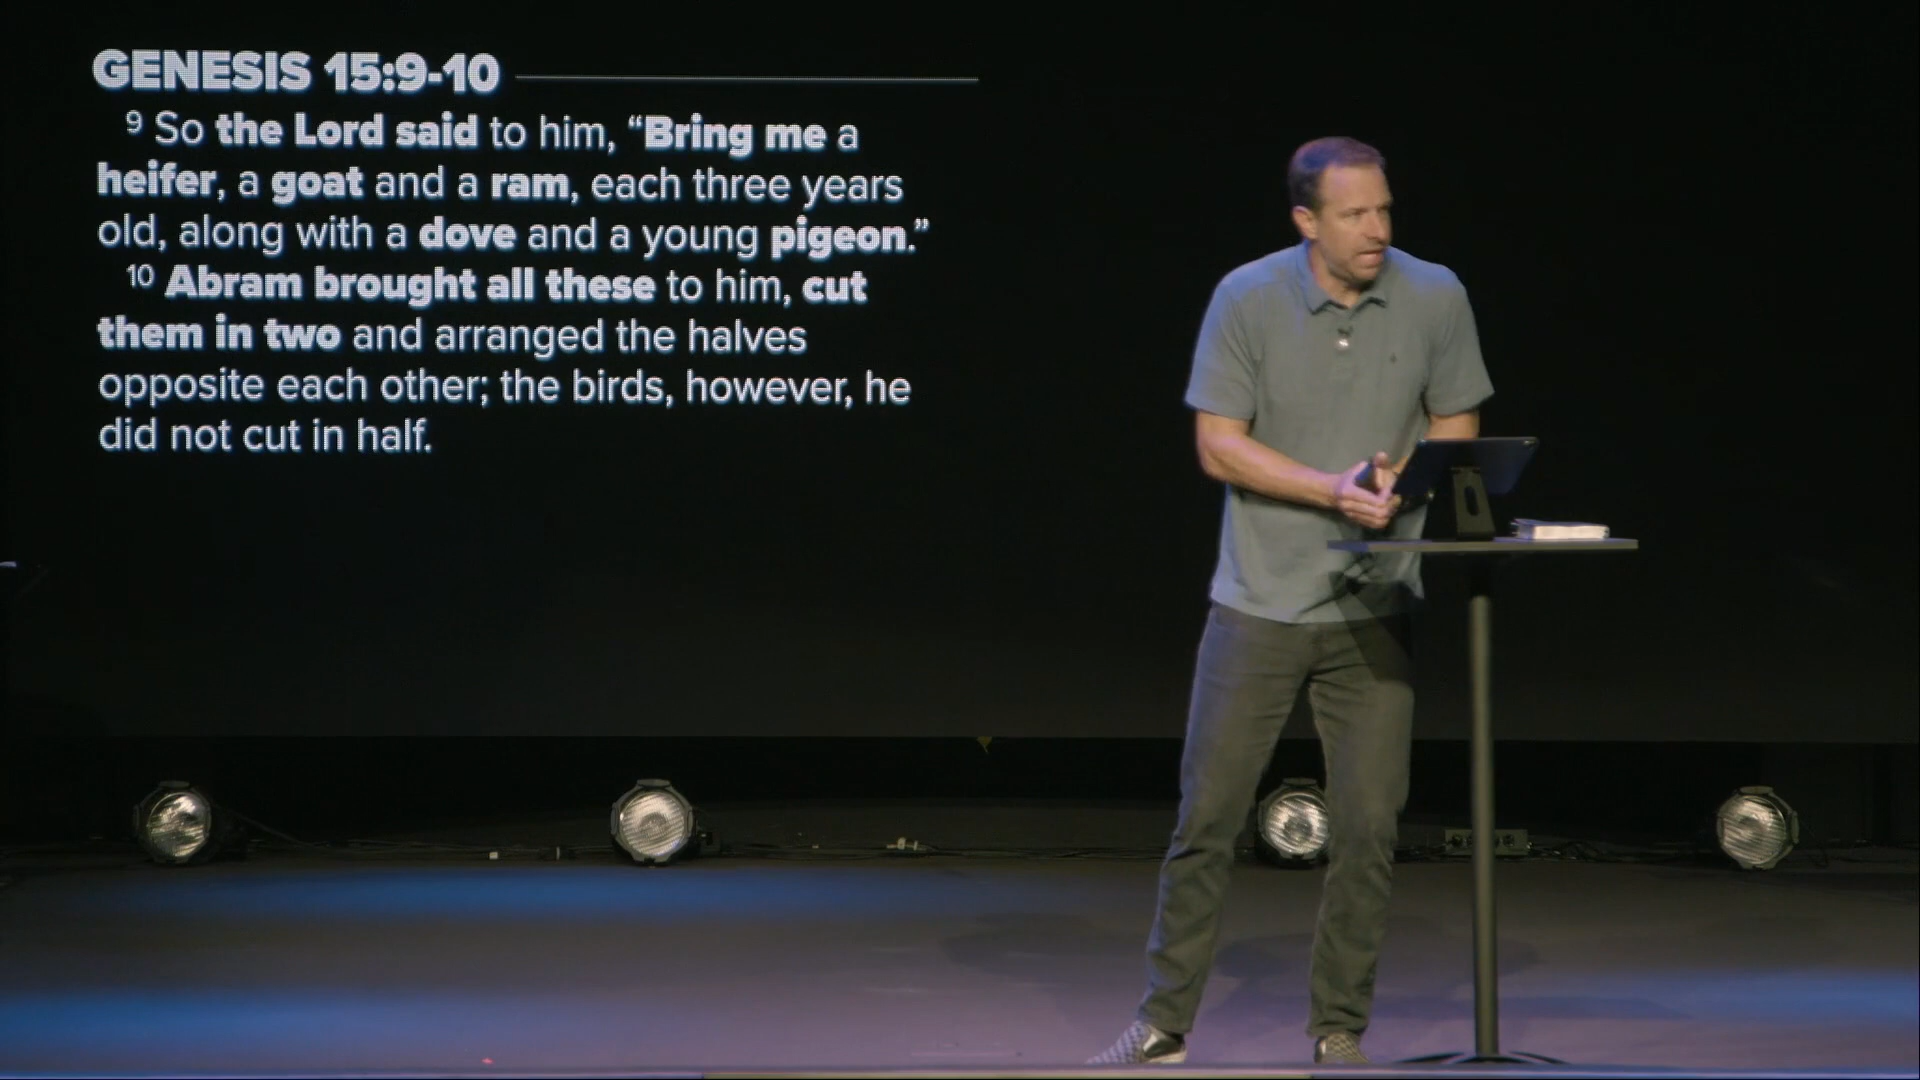 GENESIS 15:9-10
9 So the Lord said to him, “Bring me a
heifer, a goat and a ram, each three years
old, along with a dove and a young pigeon.”
10 Abram brought all these to him, cut
them in two and arranged the halves
opposite each other; the birds, however, he
did not cut in half.